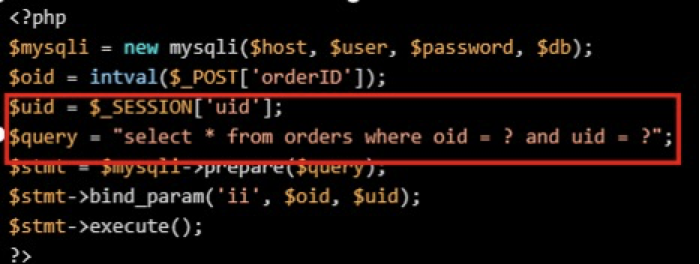 <?php
$mysqli = new mysqli($host, $user, $password, $db);
$oid = intval($_POST['orderID']);
$uid = $_SESSION['uid'];
$query = "select * from orders where oid = ? and uid = ?";
$stmt = $mysqli->prepare($query);
$stmt->bind_param('ii', $oid, $uid);
$stmt->execute();
?>